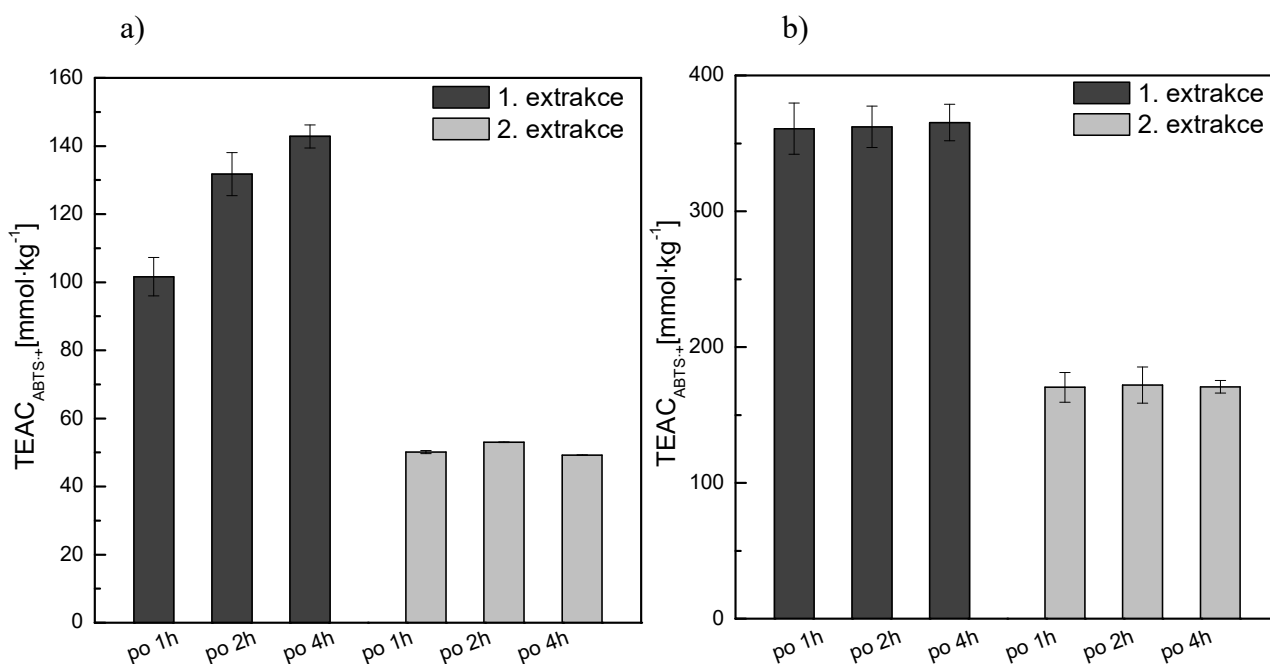 a)
160
140
120
100
80
60
40
20
0
TEAC_ABTS·+[mmol·kg⁻¹]
1. extrakce
2. extrakce
po 1h
po 2h
po 4h
po 1h
po 2h
po 4h
b)
400
300
200
100
0
TEAC_ABTS·+[mmol·kg⁻¹]
1. extrakce
2. extrakce
po 1h
po 2h
po 4h
po 1h
po 2h
po 4h